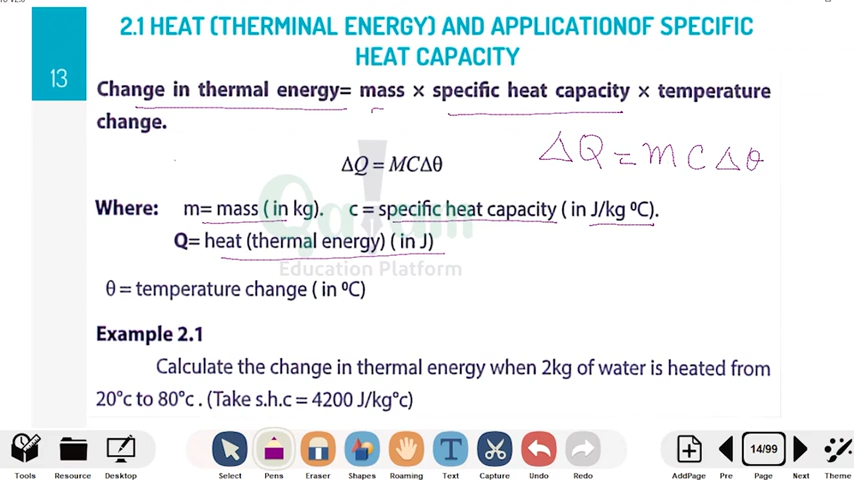 2.1 HEAT (THERMINAL ENERGY) AND APPLICATIONOF SPECIFIC
HEAT CAPACITY
13
Change in thermal energy= mass × specific heat capacity × temperature
change.
ΔQ = MCΔθ
ΔQ = m c Δθ
Where: m= mass ( in kg). c = specific heat capacity ( in J/kg ⁰C).
Q= heat (thermal energy) ( in J)
Qalam
Education Platform
θ = temperature change ( in ⁰C)
Example 2.1
Calculate the change in thermal energy when 2kg of water is heated from
20°c to 80°c . (Take s.h.c = 4200 J/kg°c)
14/99
Tools Resource Desktop Select Pens Eraser Shapes Roaming Text Capture Undo Redo AddPage Pre Page Next Theme